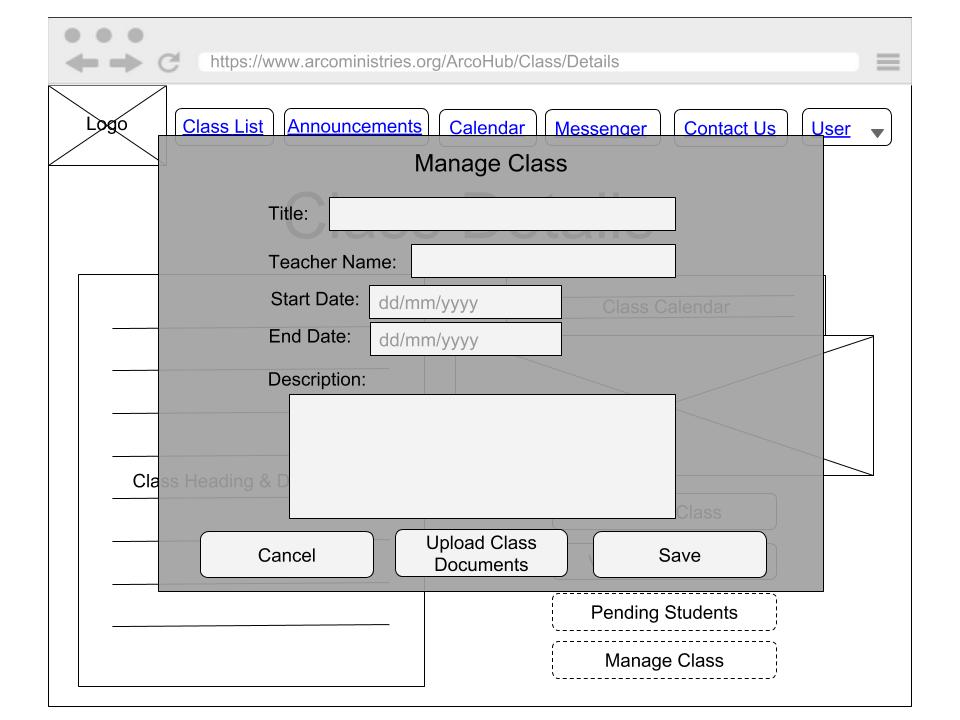 https://www.arcoministries.org/ArcoHub/Class/Details
Logo
Class List
Announcements
Calendar
Messenger
Contact Us
User
Manage Class
Class Details
Title:
Teacher Name:
Start Date: dd/mm/yyyy
Class Calendar
End Date: dd/mm/yyyy
Description:
Class Heading & D
Class
Cancel
Upload Class
Documents
Save
Pending Students
Manage Class